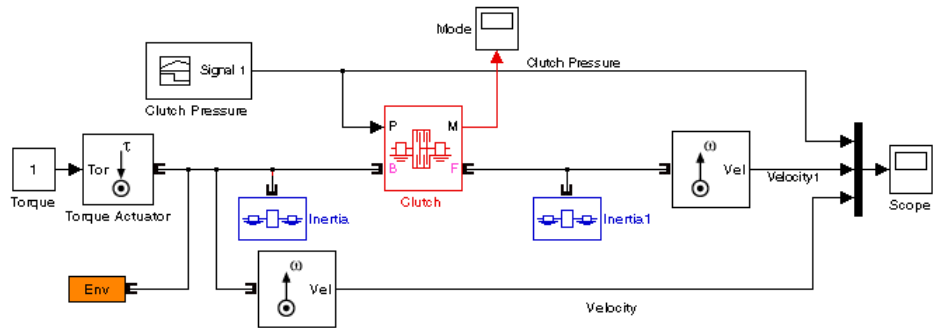 Mode
Signal 1
Clutch Pressure
Clutch Pressure
P
M
B
F
Clutch
1
Torque
Tor
τ
Torque Actuator
Inertia
Inertia1
ω
Vel
Velocity1
Scope
Env
ω
Vel
Velocity